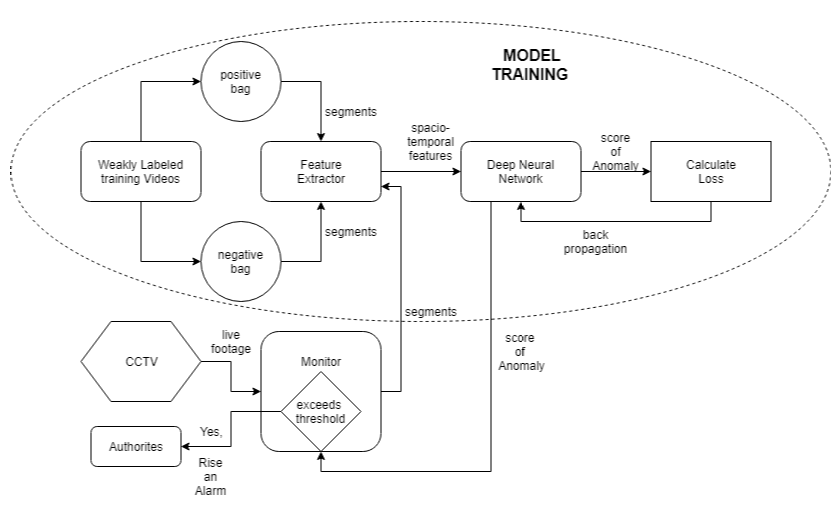 MODEL
TRAINING
positive
bag
segments
Weakly Labeled
training Videos
Feature
Extractor
spacio-
temporal
features
Deep Neural
Network
score
of
Anomaly
Calculate
Loss
segments
back
propagation
negative
bag
segments
CCTV
live
footage
Monitor
score
of
Anomaly
exceeds
threshold
Authorites
Yes,
Rise
an
Alarm